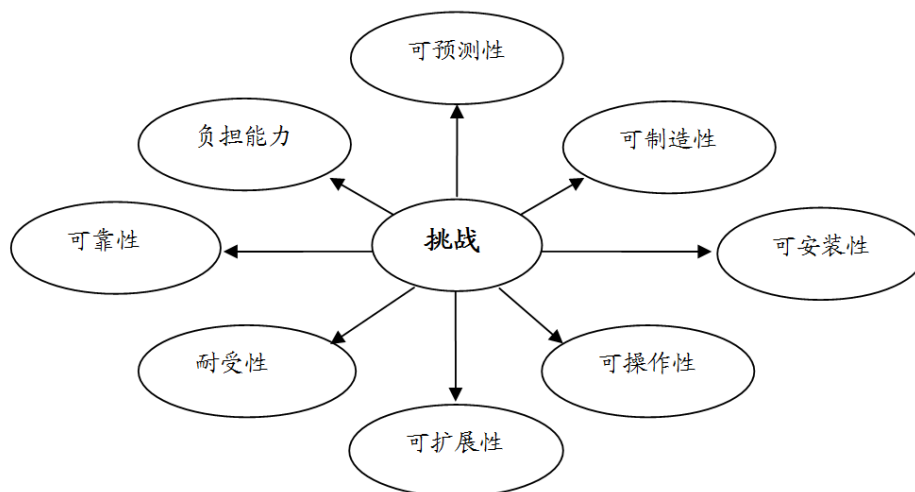 可预测性
负担能力
可制造性
挑战
可靠性
可安装性
耐受性
可操作性
可扩展性